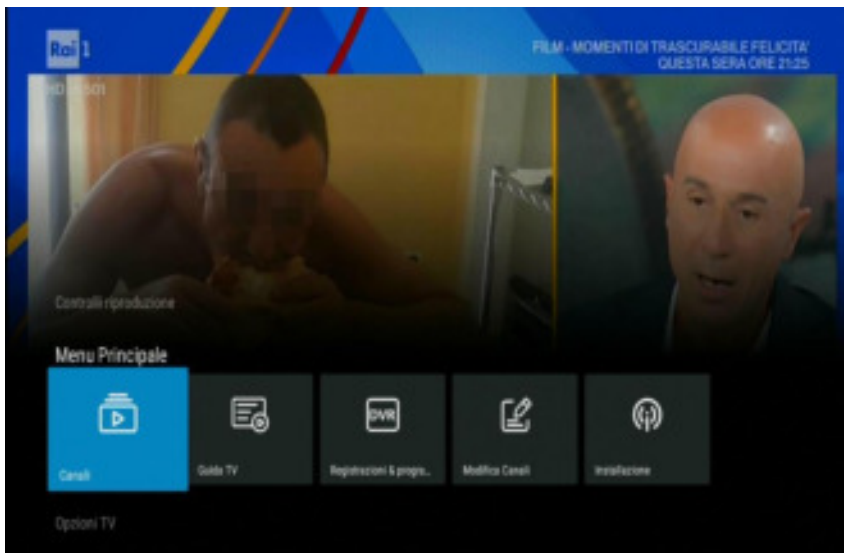 Rai 1
FILM - MOMENTI DI TRASCURABILE FELICITA'
QUESTA SERA ORE 21:25
Controlli riproduzione
Menu Principale
DVR
Canali
Guida TV
Registrazioni & progra...
Modifica Canali
Installazione
Opzioni TV